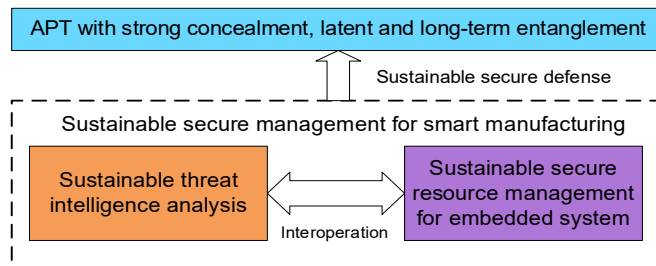 APT with strong concealment, latent and long-term entanglement
Sustainable secure defense
Sustainable secure management for smart manufacturing
Sustainable threat
intelligence analysis
Interoperation
Sustainable secure
resource management
for embedded system